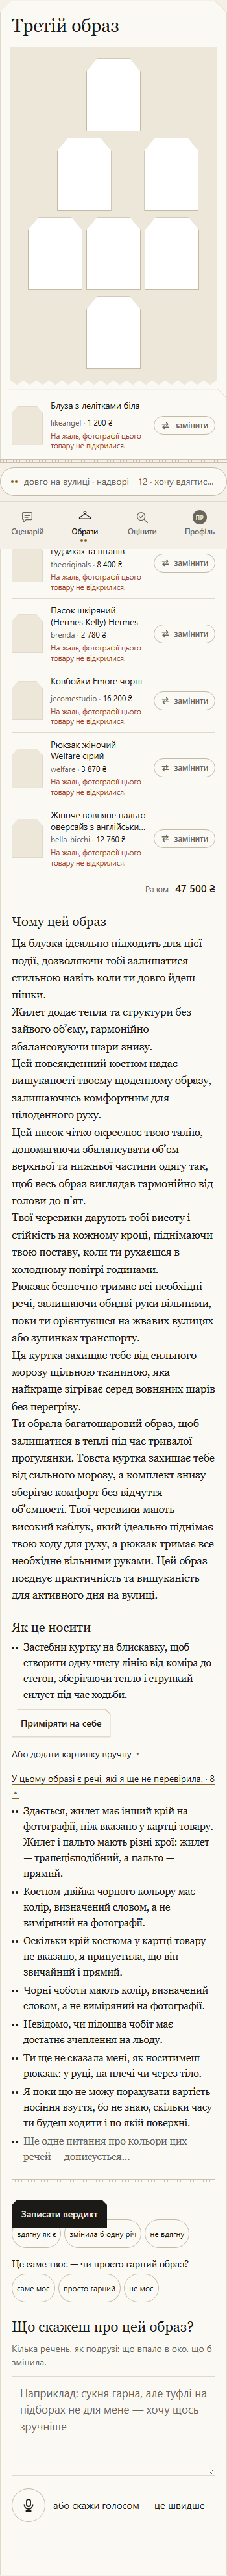 Третій образ
Блуза з лелітками біла
likeangel · 1 200 ₴
На жаль, фотографії цього
товару не відкрилися.
замінити
довго на вулиці · надворі −12 · хочу вдягтис...
Сценарій
Образи
Оцінити
ПР
Профіль
ґудзиках та штанів
theoriginals · 8 400 ₴
На жаль, фотографії цього
товару не відкрилися.
замінити
Пасок шкіряний
(Hermes Kelly) Hermes
brenda · 2 780 ₴
На жаль, фотографії цього
товару не відкрилися.
замінити
Ковбойки Emore чорні
jecomestudio · 16 200 ₴
На жаль, фотографії цього
товару не відкрилися.
замінити
Рюкзак жіночий
Welfare сірий
welfare · 3 870 ₴
На жаль, фотографії цього
товару не відкрилися.
замінити
Жіноче вовняне пальто
оверсайз з англійськи...
bella-bicchi · 12 760 ₴
На жаль, фотографії цього
товару не відкрилися.
замінити
Разом 47 500 ₴
Чому цей образ
Ця блузка ідеально підходить для цієї
події, дозволяючи тобі залишатися
стильною навіть коли ти довго йдеш
пішки.
Жилет додає тепла та структури без
зайвого об’єму, гармонійно
збалансовуючи шари знизу.
Цей повсякденний костюм надає
вишуканості твоєму щоденному образу,
залишаючись комфортним для
цілоденного руху.
Цей пасок чітко окреслює твою талію,
допомагаючи збалансувати об’єм
верхньої та нижньої частини одягу так,
щоб весь образ виглядав гармонійно від
голови до п’ят.
Твої черевики дарують тобі висоту і
стійкість на кожному кроці, піднімаючи
твою поставу, коли ти рухаєшся в
холодному повітрі годинами.
Рюкзак безпечно тримає всі необхідні
речі, залишаючи обидві руки вільними,
поки ти орієнтуєшся на жвавих вулицях
або зупинках транспорту.
Ця куртка захищає тебе від сильного
морозу щільною тканиною, яка
найкраще зігріває серед вовняних шарів
без перегріву.
Ти обрала багатошаровий образ, щоб
залишатися в теплі під час тривалої
прогулянки. Товста куртка захищає тебе
від сильного морозу, а комплект знизу
зберігає комфорт без відчуття
об’ємності. Твої черевики мають
високий каблук, який ідеально піднімає
твою ходу для руху, а рюкзак тримає все
необхідне вільними руками. Цей образ
поєднує практичність та вишуканість
для активного дня на вулиці.
Як це носити
Застебни куртку на блискавку, щоб
створити одну чисту лінію від коміра до
стегон, зберігаючи тепло і стрункий
силует під час ходьби.
Приміряти на себе
Або додати картинку вручну
У цьому образі є речі, які я ще не перевірила. · 8
Здається, жилет має інший крій на
фотографії, ніж вказано у картці товару.
Жилет і пальто мають різні крої: жилет
— трапецієподібний, а пальто —
прямий.
Костюм-двійка чорного кольору має
колір, визначений словом, а не
виміряний на фотографії.
Оскільки крій костюма у картці товару
не вказано, я припустила, що він
звичайний і прямий.
Чорні чоботи мають колір, визначений
словом, а не виміряний на фотографії.
Невідомо, чи підошва чобіт має
достатнє зчеплення на льоду.
Ти ще не сказала мені, як носитимеш
рюкзак: у руці, на плечі чи через тіло.
Я поки що не можу порахувати вартість
носіння взуття, бо не знаю, скільки часу
ти будеш ходити і по якій поверхні.
Ще одне питання про кольори цих
речей — дописується...
Записати вердикт
вдягну як є
змінила б одну річ
не вдягну
Це саме твоє — чи просто гарний образ?
саме моє
просто гарний
не моє
Що скажеш про цей образ?
Кілька речень, як подрузі: що впало в око, що б
змінила.
Наприклад: сукня гарна, але туфлі на
підборах не для мене — хочу щось
зручніше
або скажи голосом — це швидше